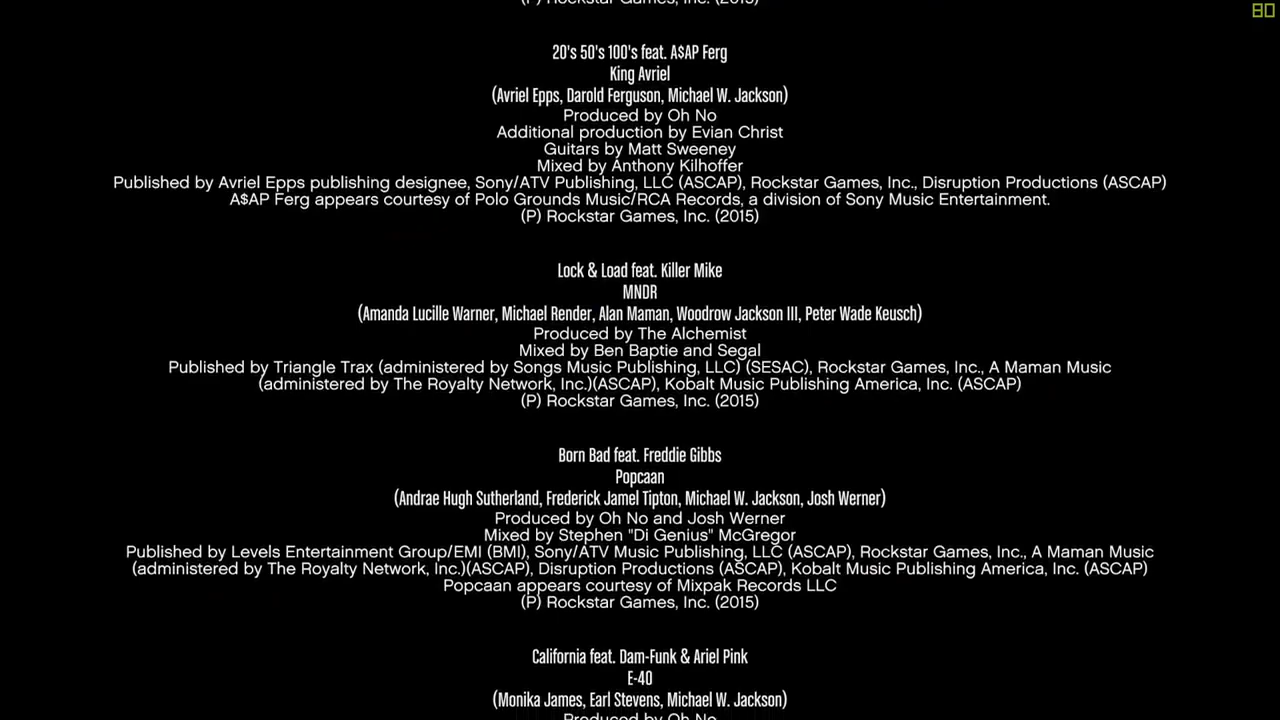 (P) Rockstar Games, Inc. (2015)
80
20's 50's 100's feat. A$AP Ferg
King Avriel
(Avriel Epps, Darold Ferguson, Michael W. Jackson)
Produced by Oh No
Additional production by Evian Christ
Guitars by Matt Sweeney
Mixed by Anthony Kilhoffer
Published by Avriel Epps publishing designee, Sony/ATV Publishing, LLC (ASCAP), Rockstar Games, Inc., Disruption Productions (ASCAP)
A$AP Ferg appears courtesy of Polo Grounds Music/RCA Records, a division of Sony Music Entertainment.
(P) Rockstar Games, Inc. (2015)
Lock & Load feat. Killer Mike
MNDR
(Amanda Lucille Warner, Michael Render, Alan Maman, Woodrow Jackson III, Peter Wade Keusch)
Produced by The Alchemist
Mixed by Ben Baptie and Segal
Published by Triangle Trax (administered by Songs Music Publishing, LLC) (SESAC), Rockstar Games, Inc., A Maman Music
(administered by The Royalty Network, Inc.)(ASCAP), Kobalt Music Publishing America, Inc. (ASCAP)
(P) Rockstar Games, Inc. (2015)
Born Bad feat. Freddie Gibbs
Popcaan
(Andrae Hugh Sutherland, Frederick Jamel Tipton, Michael W. Jackson, Josh Werner)
Produced by Oh No and Josh Werner
Mixed by Stephen "Di Genius" McGregor
Published by Levels Entertainment Group/EMI (BMI), Sony/ATV Music Publishing, LLC (ASCAP), Rockstar Games, Inc., A Maman Music
(administered by The Royalty Network, Inc.)(ASCAP), Disruption Productions (ASCAP), Kobalt Music Publishing America, Inc. (ASCAP)
Popcaan appears courtesy of Mixpak Records LLC
(P) Rockstar Games, Inc. (2015)
California feat. Dam-Funk & Ariel Pink
E-40
(Monika James, Earl Stevens, Michael W. Jackson)
Produced by Oh No